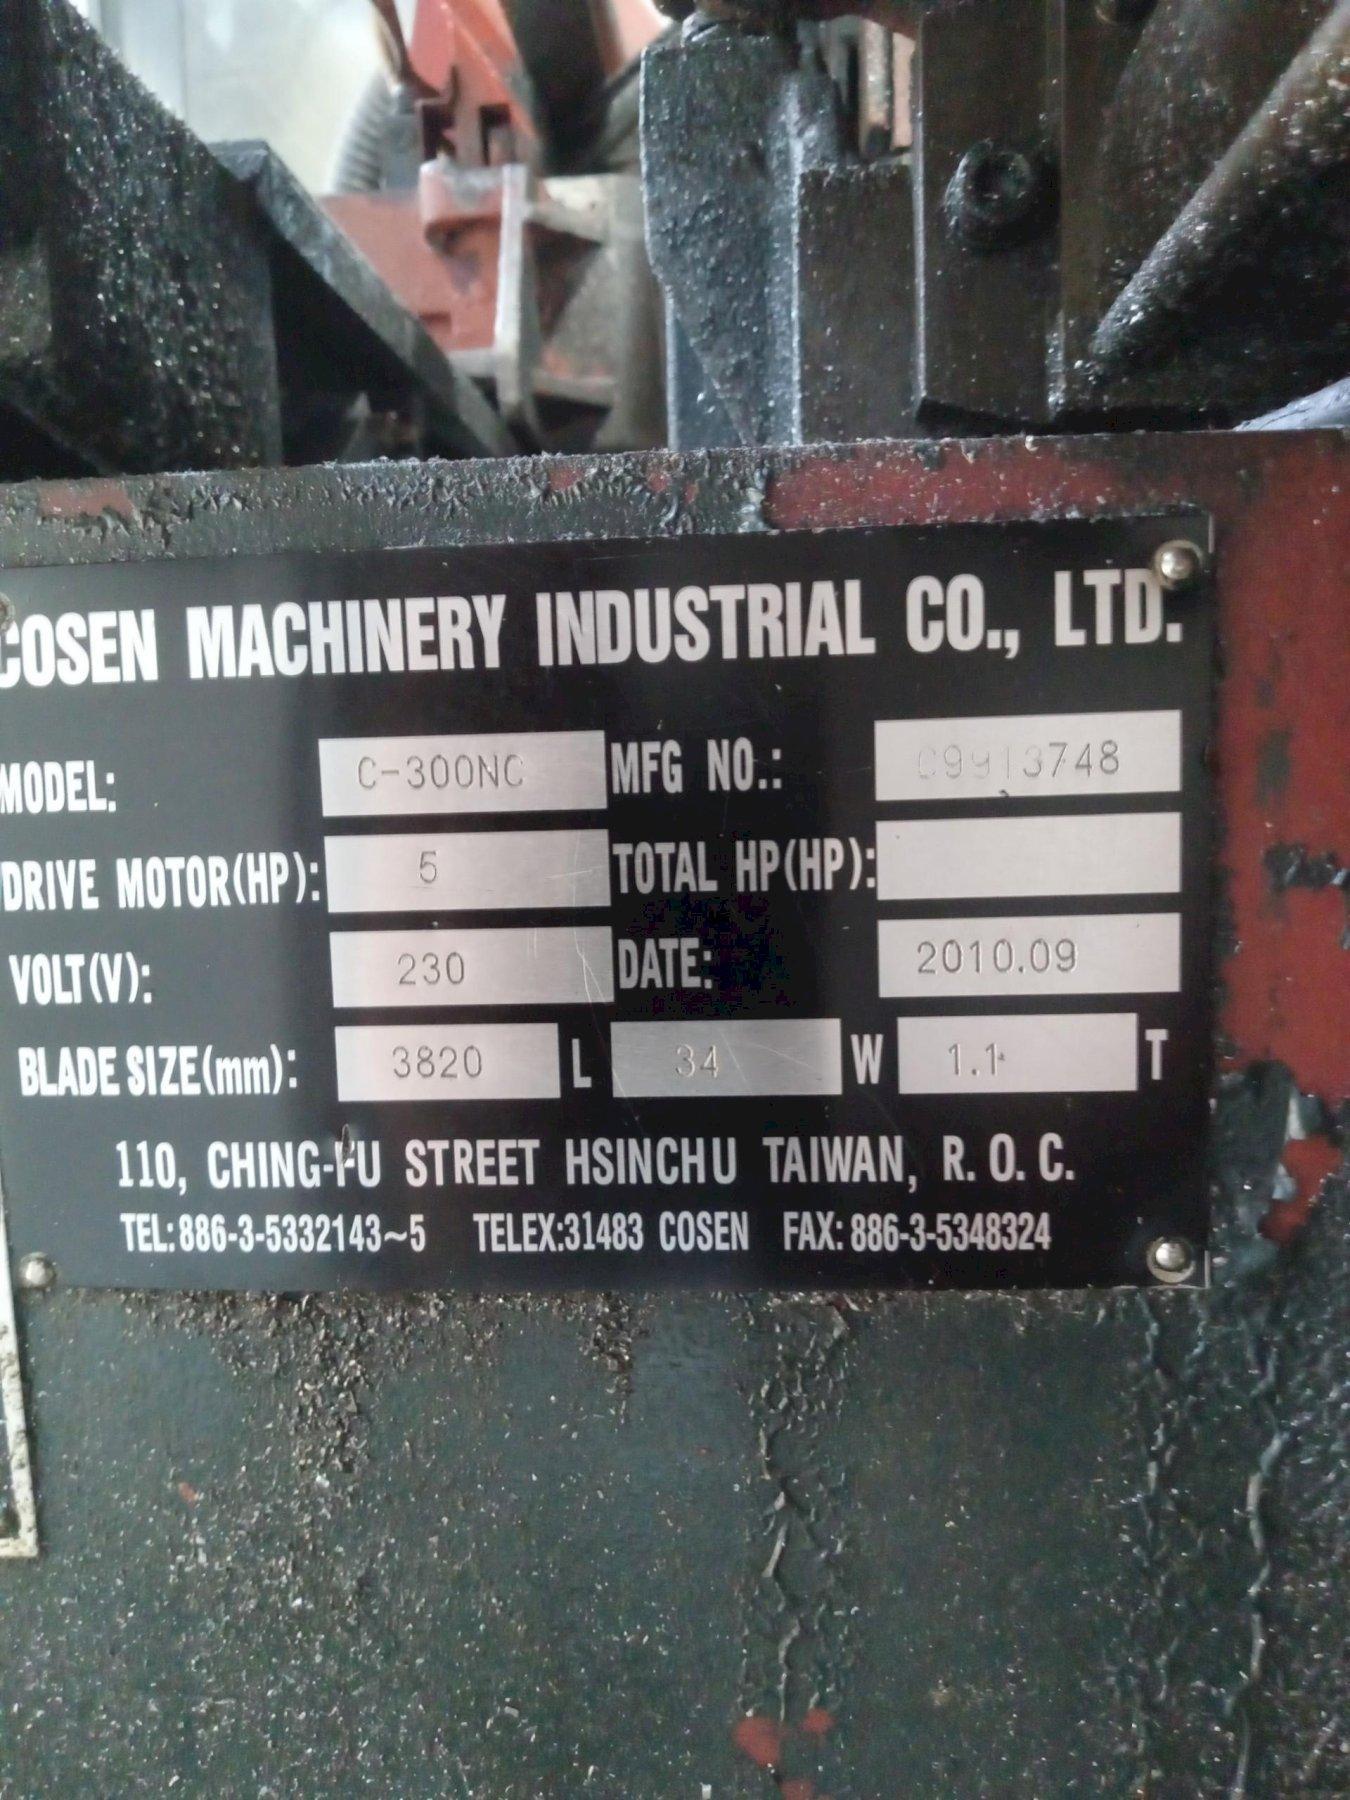 COSEN MACHINERY INDUSTRIAL CO., LTD.
MODEL: C-300NC MFG NO.: C9913748
DRIVE MOTOR(HP): 5 TOTAL HP(HP):
VOLT(V): 230 DATE: 2010.09
BLADE SIZE(mm): 3820 L 34 W 1.1 T
110, CHING-FU STREET HSINCHU TAIWAN, R.O.C.
TEL:886-3-5332143~5 TELEX:31483 COSEN FAX:886-3-5348324